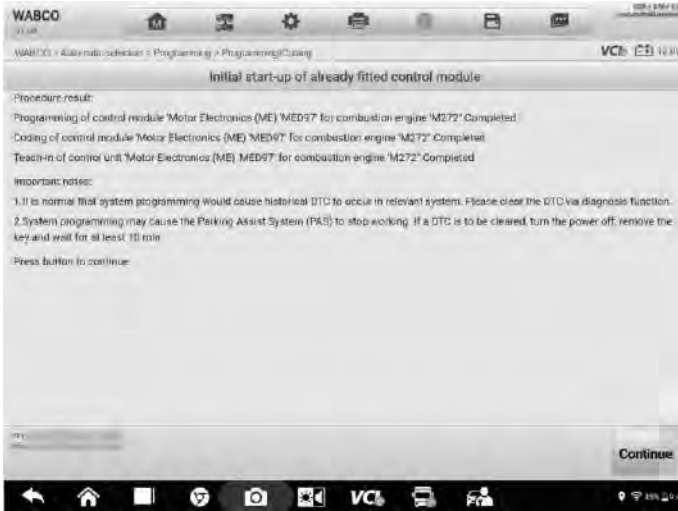 WABCO
WABCO > Automatic selection > Programming > Programming/Coding
VCI
Initial start-up of already fitted control module
Procedure result:
Programming of control module 'Motor Electronics (ME) 'MED97' for combustion engine 'M272'' Completed
Coding of control module 'Motor Electronics (ME) 'MED97' for combustion engine 'M272'' Completed
Teach-in of control unit 'Motor Electronics (ME) 'MED97' for combustion engine 'M272'' Completed
Important notes:
1.It is normal that system programming would cause historical DTC to occur in relevant system. Please clear the DTC via diagnosis function.
2.System programming may cause the Parking Assist System (PAS) to stop working. If a DTC is to be cleared, turn the power off, remove the
key and wait for at least 10 min
Press button to continue
Continue
VCI